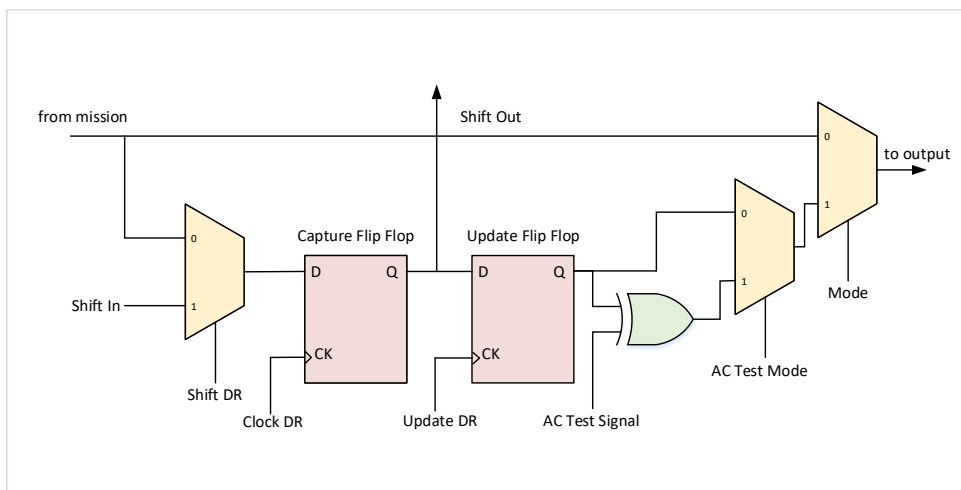 from mission
Shift Out
0
to output
1
Mode
Capture Flip Flop
Update Flip Flop
0
1
AC Test Mode
0
Shift In
1
Shift DR
D
Q
CK
Clock DR
D
Q
CK
Update DR
AC Test Signal